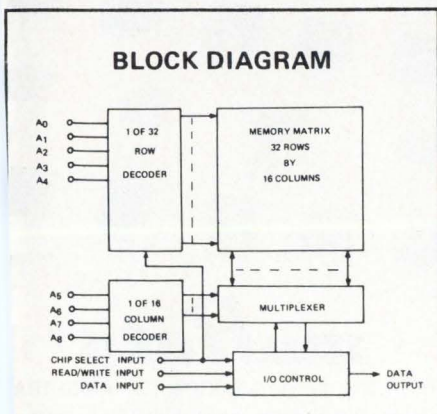 BLOCK DIAGRAM
A0
A1
A2
A3
A4
1 OF 32
ROW
DECODER
MEMORY MATRIX
32 ROWS
BY
16 COLUMNS
A5
A6
A7
A8
1 OF 16
COLUMN
DECODER
MULTIPLEXER
CHIP SELECT INPUT
READ/WRITE INPUT
DATA INPUT
I/O CONTROL
DATA
OUTPUT